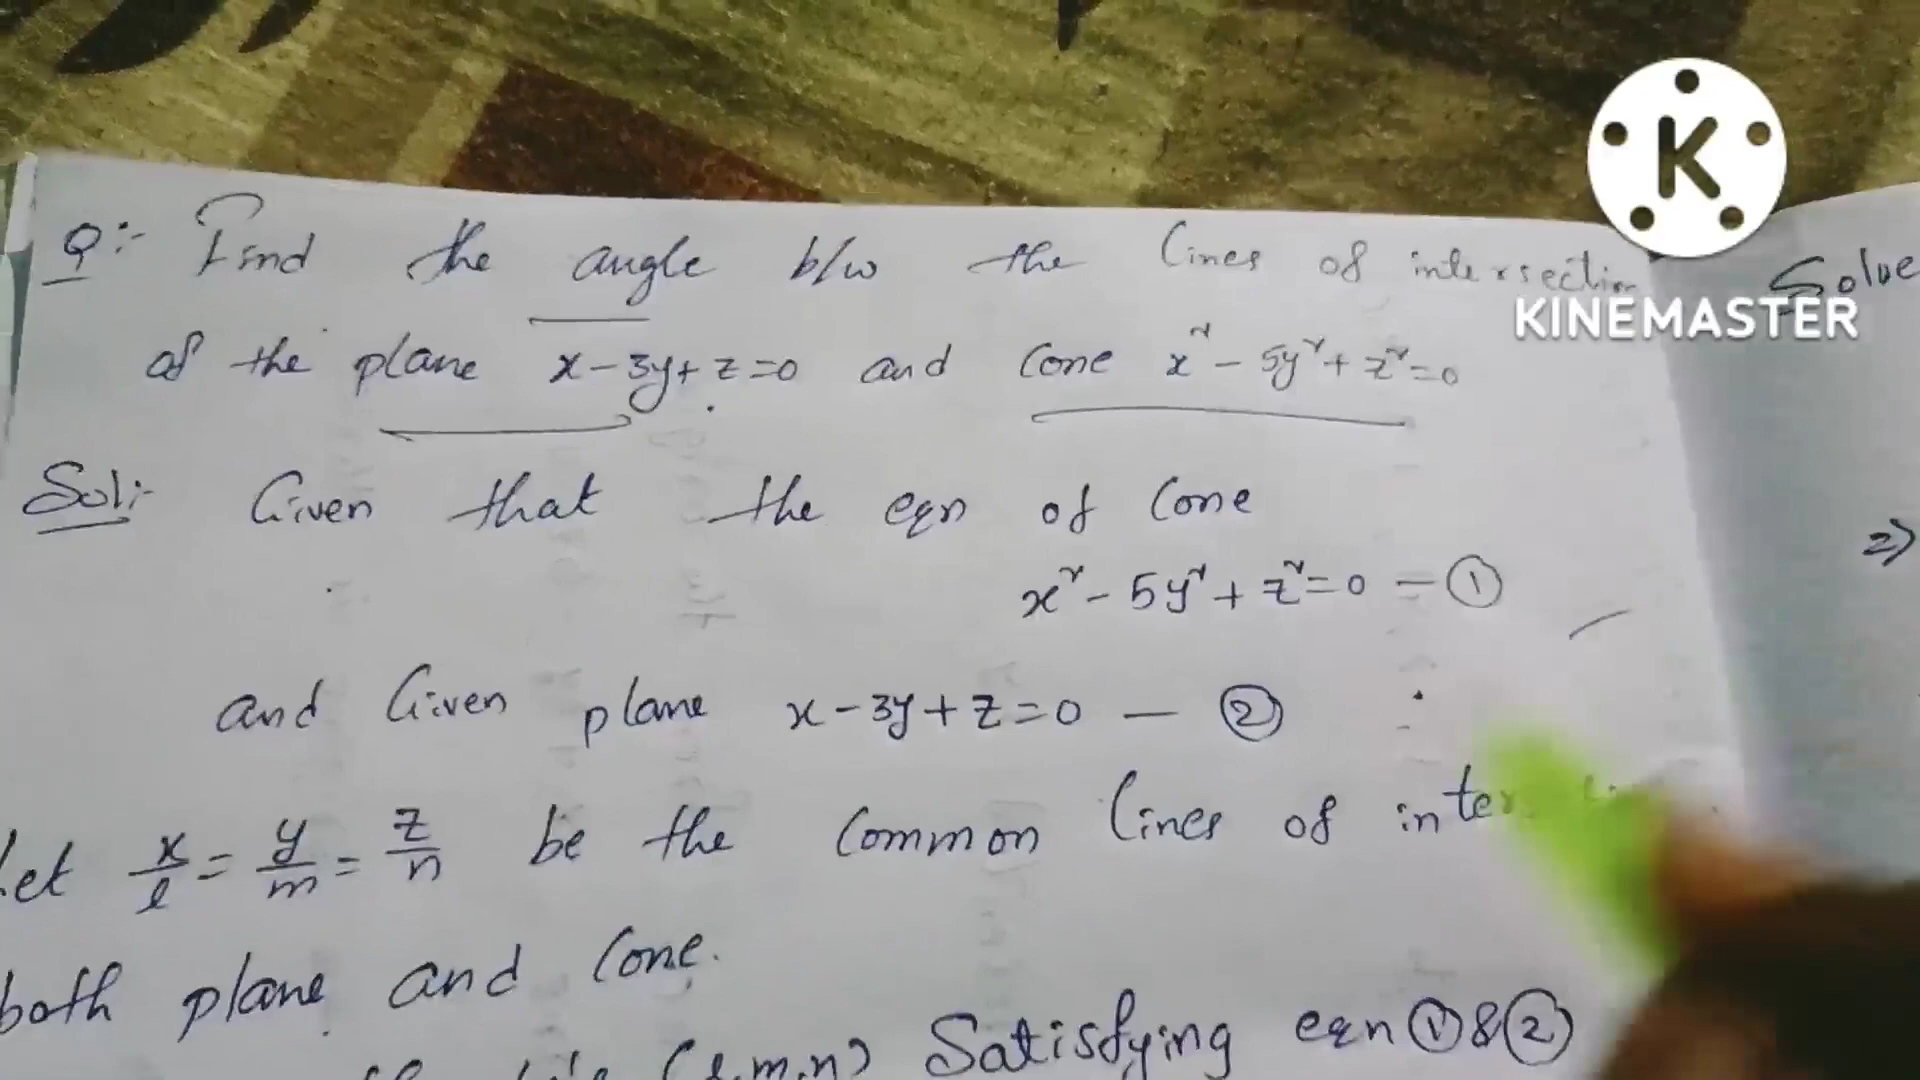 Q:- Find the angle b/w the lines of intersection
of the plane x-3y+z=0 and cone x²-5y²+z²=0
Sol:- Given that the eqn of cone
x²-5y²+z²=0 - ①
and Given plane x-3y+z=0 - ②
Let x/l = y/m = z/n be the common lines of
both plane and cone.
(l,m,n) Satisfying eqn ①&②
Solve
=>
K
KINEMASTER